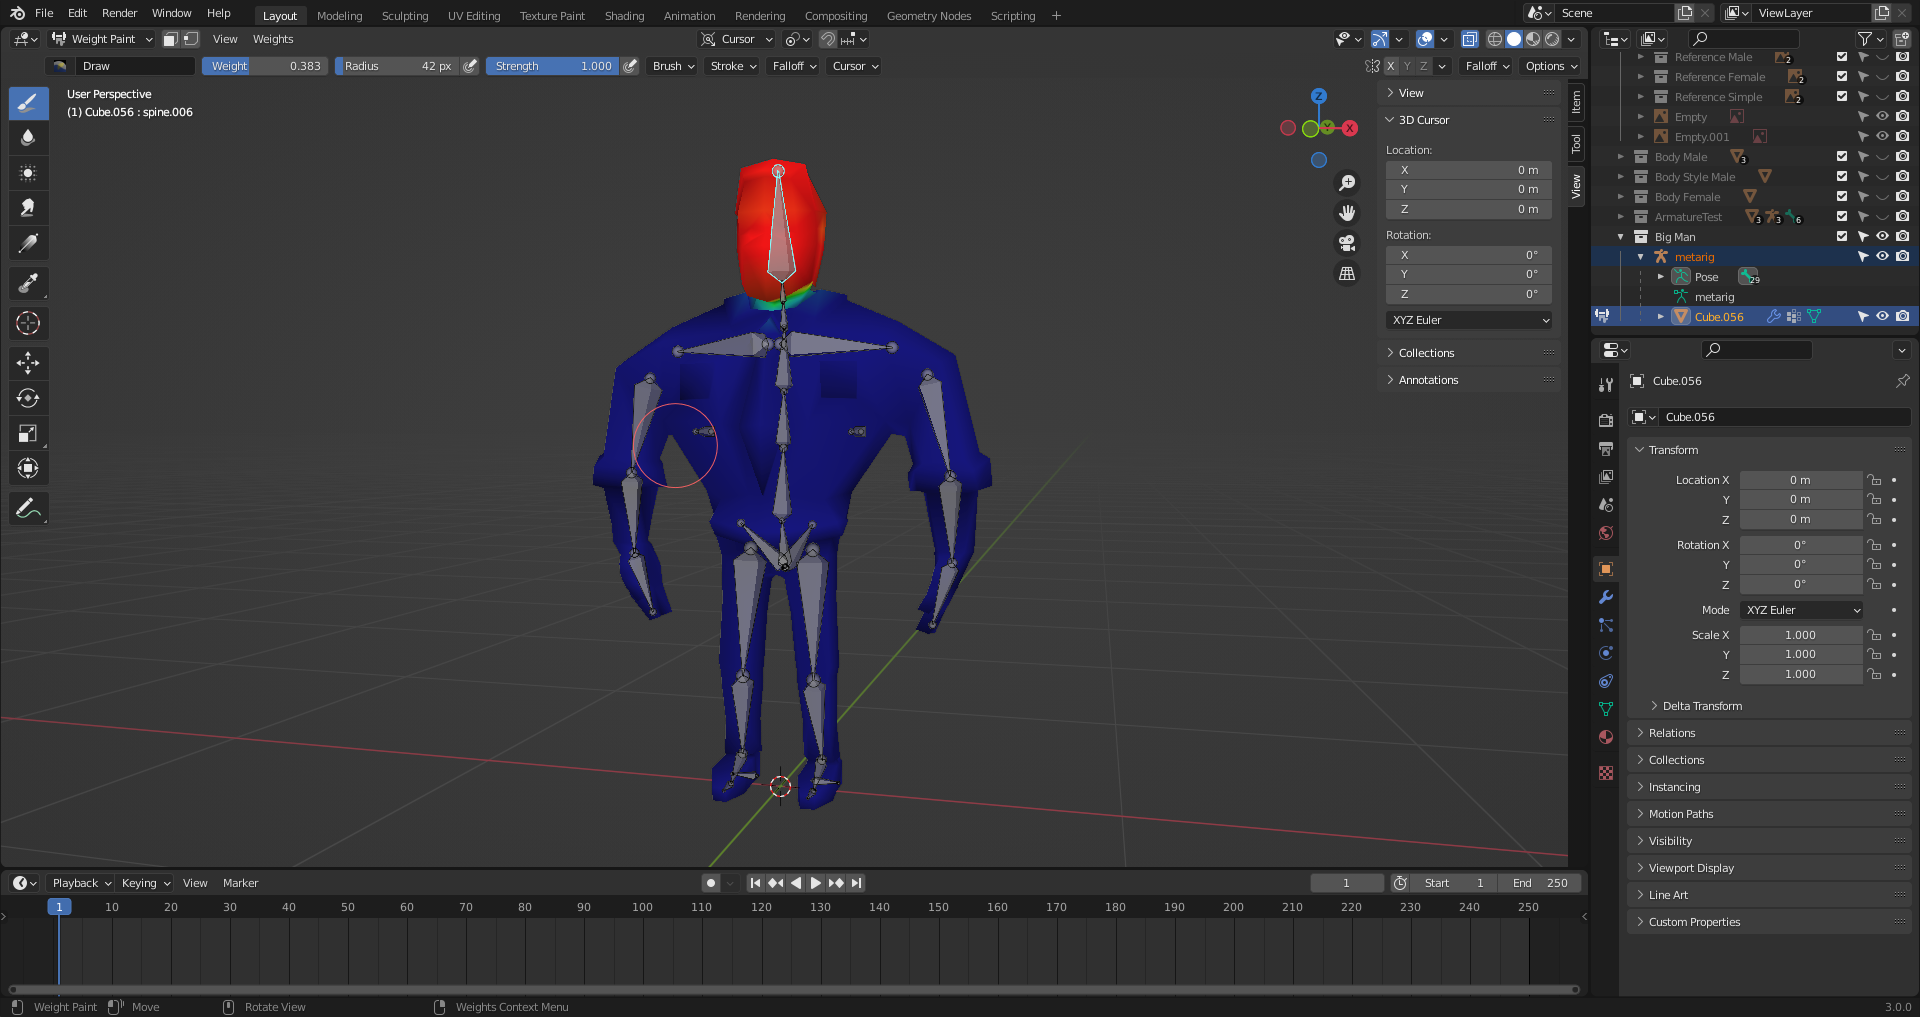 File Edit Render Window Help Layout Modeling Sculpting UV Editing Texture Paint Shading Animation Rendering Compositing Geometry Nodes Scripting + Scene ViewLayer
Weight Paint View Weights Cursor
Draw Weight 0.383 Radius 42 px Strength 1.000 Brush Stroke Falloff Cursor X Y Z Falloff Options
User Perspective
(1) Cube.056 : spine.006
Z
Y X
View
3D Cursor
Location:
X 0 m
Y 0 m
Z 0 m
Rotation:
X 0°
Y 0°
Z 0°
XYZ Euler
Collections
Annotations
Item
Tool
View
Reference Male 2
Reference Female 2
Reference Simple 2
Empty
Empty.001
Body Male 3
Body Style Male
Body Female
ArmatureTest 3 3 6
Big Man
metarig
Pose 29
metarig
Cube.056
Cube.056
Cube.056
Transform
Location X 0 m
Y 0 m
Z 0 m
Rotation X 0°
Y 0°
Z 0°
Mode XYZ Euler
Scale X 1.000
Y 1.000
Z 1.000
Delta Transform
Relations
Collections
Instancing
Motion Paths
Visibility
Viewport Display
Line Art
Custom Properties
Playback Keying View Marker 1 Start 1 End 250
1 10 20 30 40 50 60 70 80 90 100 110 120 130 140 150 160 170 180 190 200 210 220 230 240 250
Weight Paint Move Rotate View Weights Context Menu 3.0.0